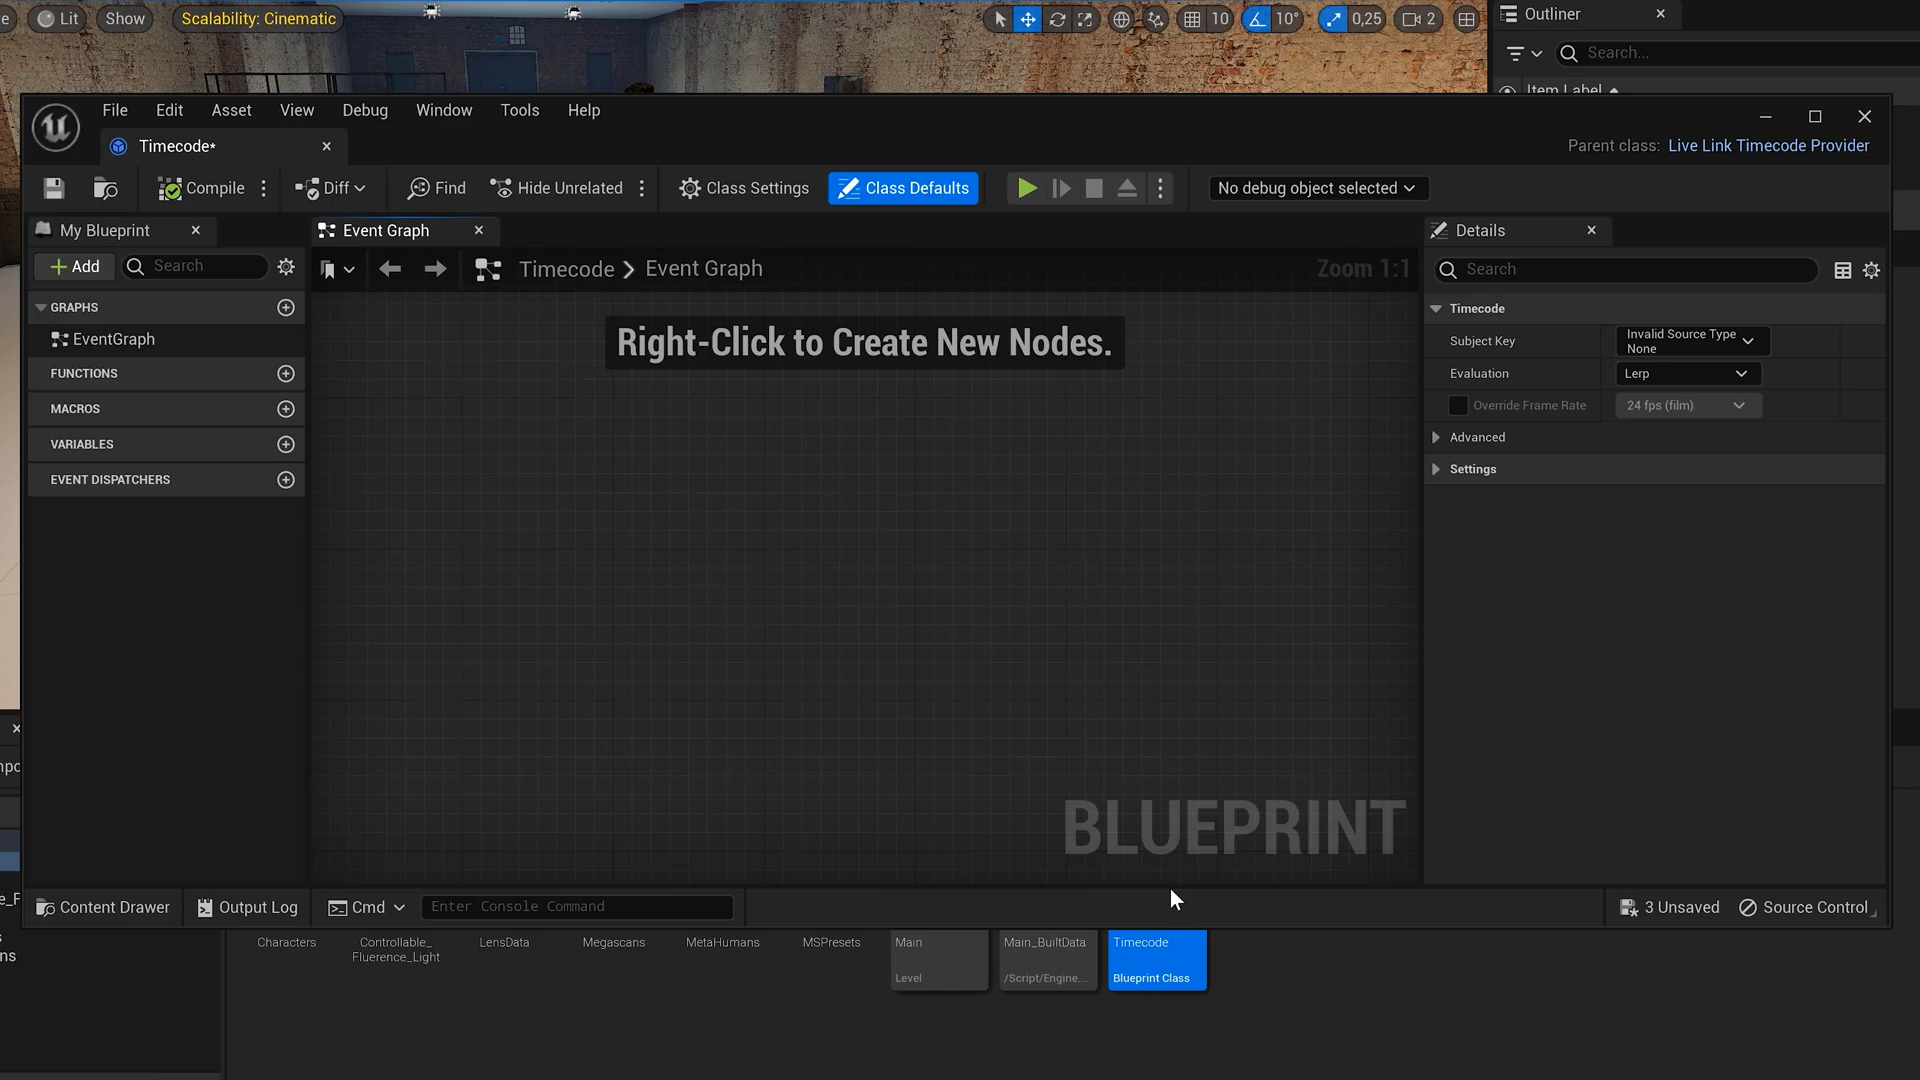 Lit
Show
Scalability: Cinematic
10
10°
0,25
2
Outliner
Search...
Item Label
File
Edit
Asset
View
Debug
Window
Tools
Help
Timecode*
Parent class:
Live Link Timecode Provider
Compile
Diff
Find
Hide Unrelated
Class Settings
Class Defaults
No debug object selected
My Blueprint
Event Graph
Details
Add
Search
Timecode > Event Graph
Zoom 1:1
Search
GRAPHS
EventGraph
FUNCTIONS
MACROS
VARIABLES
EVENT DISPATCHERS
Right-Click to Create New Nodes.
BLUEPRINT
Timecode
Subject Key
Invalid Source Type
None
Evaluation
Lerp
Override Frame Rate
24 fps (film)
Advanced
Settings
Content Drawer
Output Log
Cmd
Enter Console Command
3 Unsaved
Source Control
Characters
Controllable_
Fluerence_Light
LensData
Megascans
MetaHumans
MSPresets
Main
Level
Main_BuiltData
/Script/Engine...
Timecode
Blueprint Class